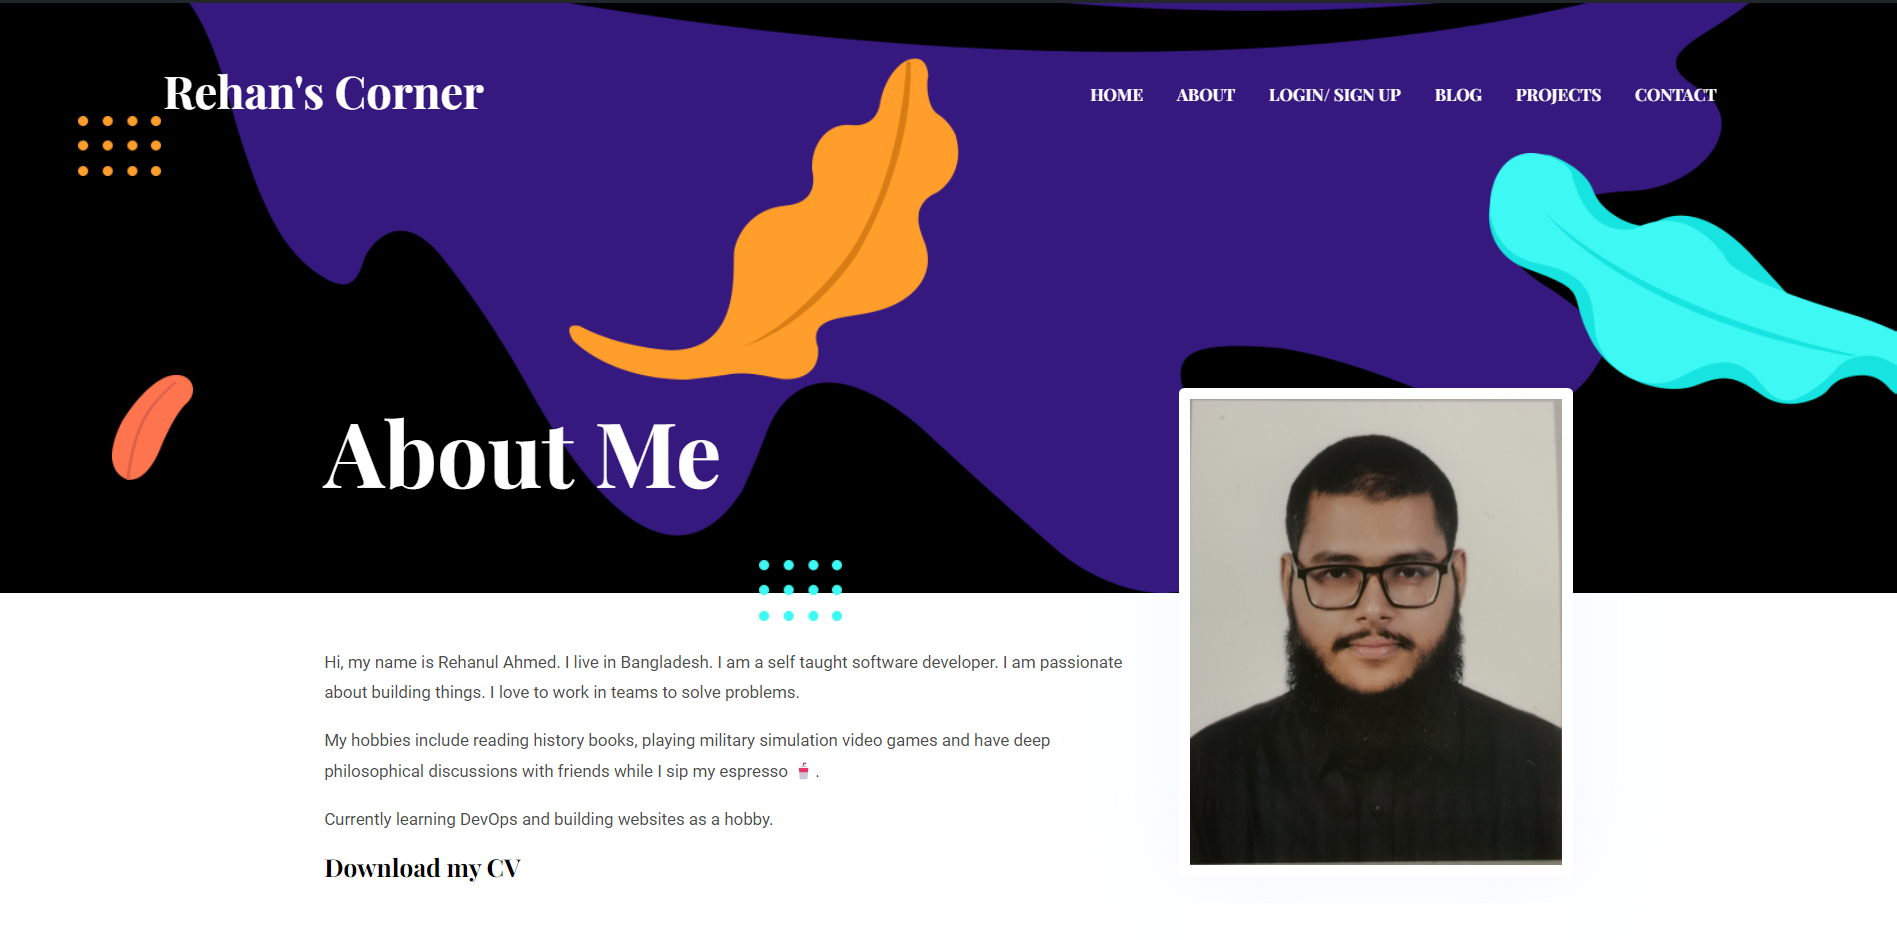 Rehan's Corner
HOME ABOUT LOGIN/ SIGN UP BLOG PROJECTS CONTACT
About Me
Hi, my name is Rehanul Ahmed. I live in Bangladesh. I am a self taught software developer. I am passionate
about building things. I love to work in teams to solve problems.
My hobbies include reading history books, playing military simulation video games and have deep
philosophical discussions with friends while I sip my espresso 🥤 .
Currently learning DevOps and building websites as a hobby.
Download my CV